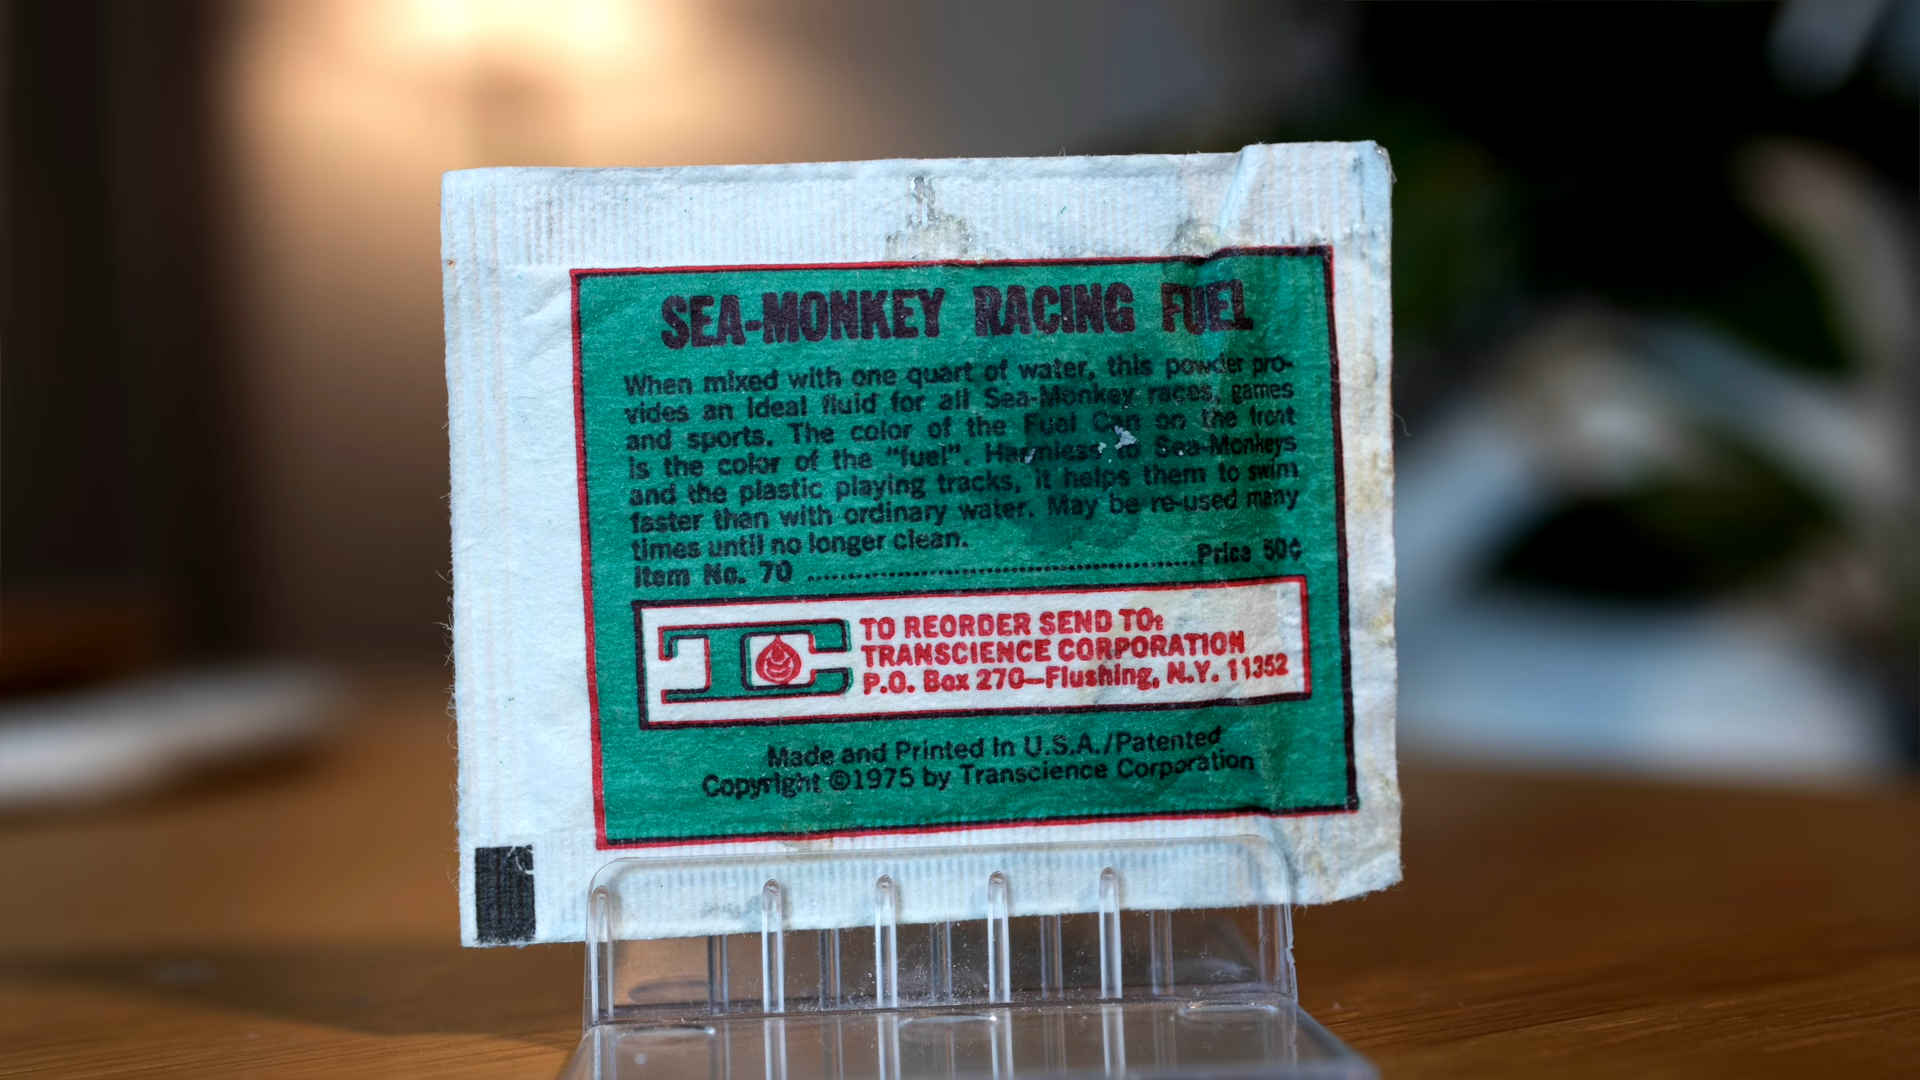 SEA-MONKEY RACING FUEL
When mixed with one quart of water, this powder pro-
vides an ideal fluid for all Sea-Monkey races, games
and sports. The color of the Fuel Can on the front
is the color of the "fuel". Harmless to Sea-Monkeys
and the plastic playing tracks, it helps them to swim
faster than with ordinary water. May be re-used many
times until no longer clean.
Item No. 70 ........................................ Price 50¢
TC
TO REORDER SEND TO:
TRANSCIENCE CORPORATION
P.O. Box 270—Flushing, N.Y. 11352
Made and Printed in U.S.A./Patented
Copyright ©1975 by Transcience Corporation